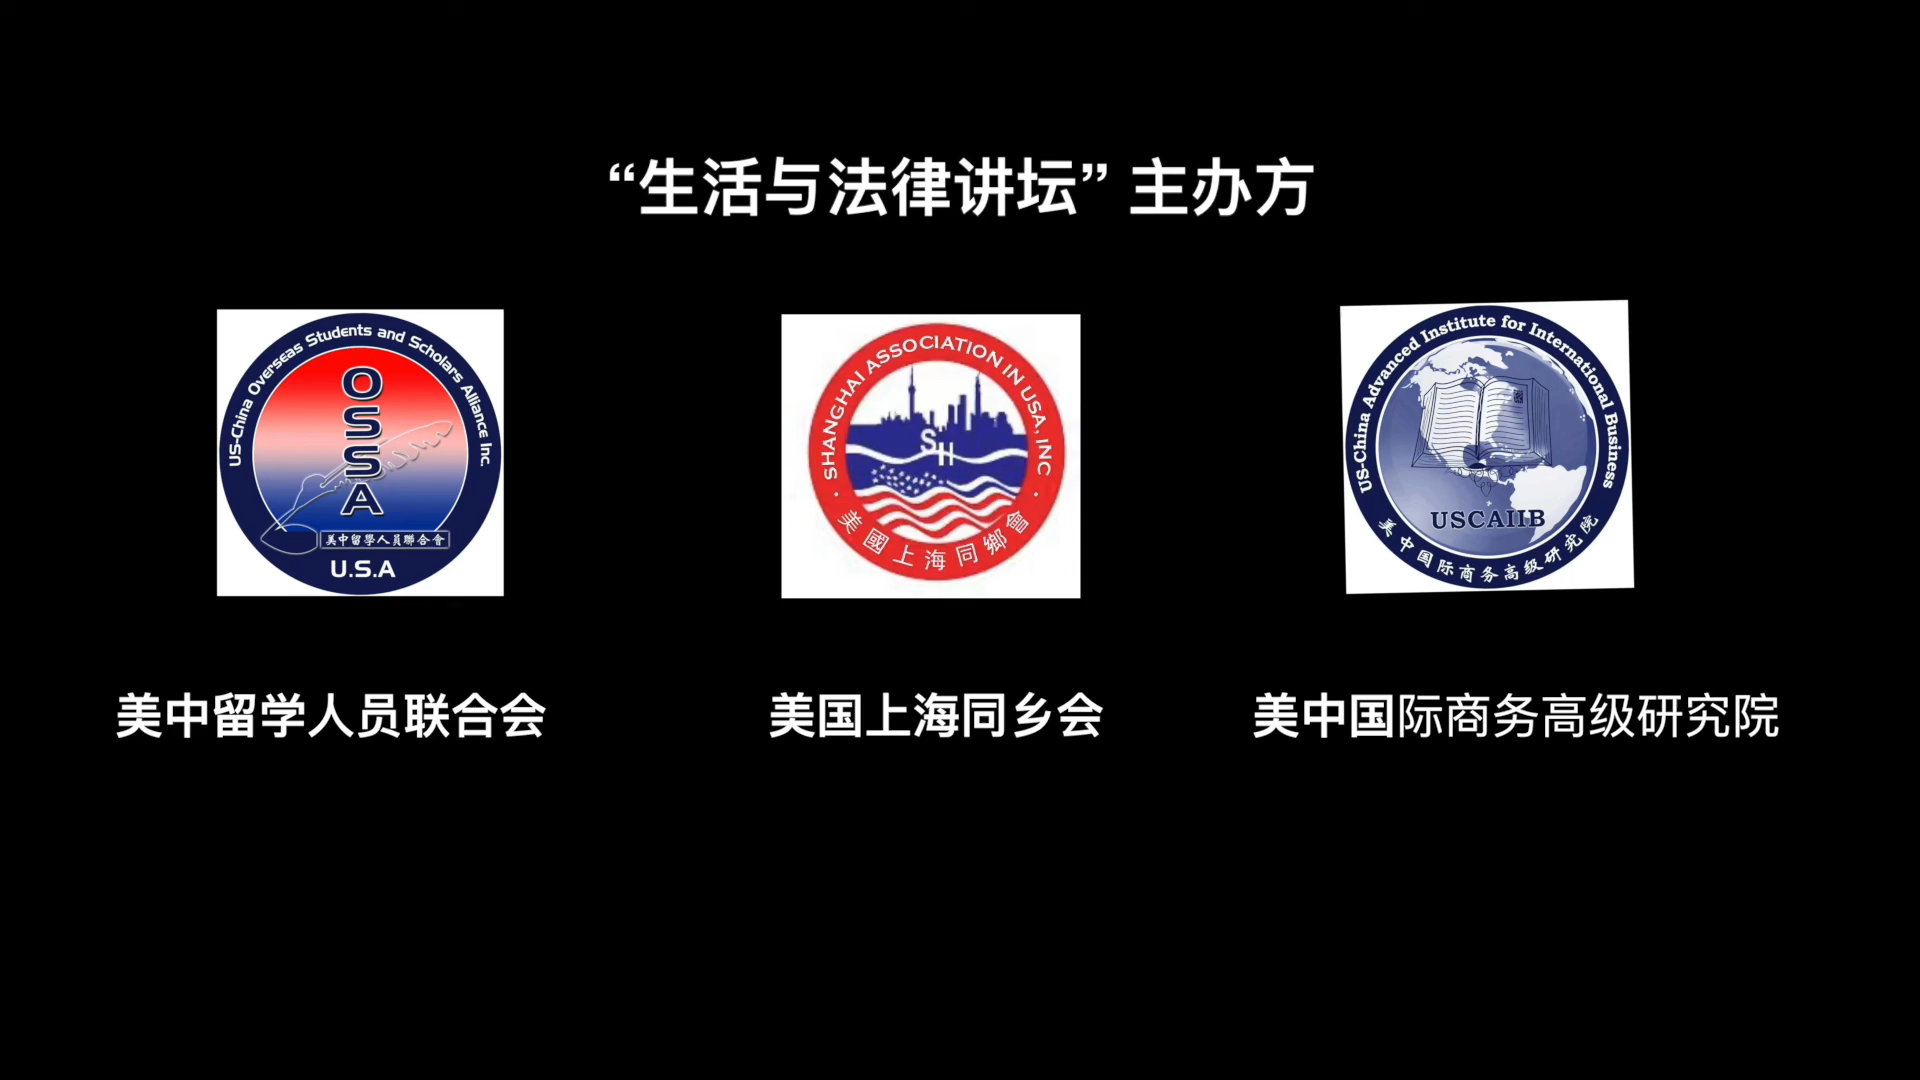 “生活与法律讲坛” 主办方
US-China Overseas Students and Scholars Alliance Inc.
OSSA
美中留學人員聯合會
U.S.A
SHANGHAI ASSOCIATION IN USA, INC
SH
· 美國上海同鄉會 ·
US-China Advanced Institute for International Business
USCAIIB
美中国际商务高级研究院
美中留学人员联合会
美国上海同乡会
美中国际商务高级研究院